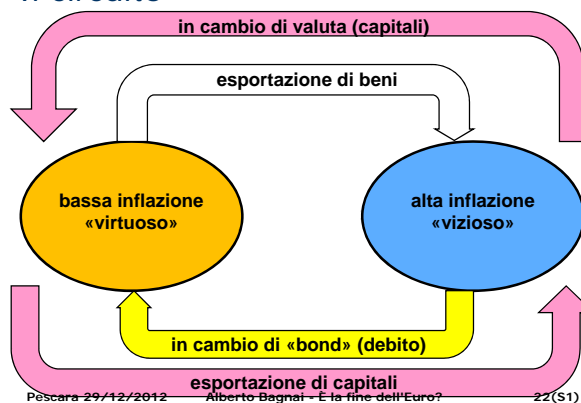 in cambio di valuta (capitali)
esportazione di beni
bassa inflazione
«virtuoso»
alta inflazione
«vizioso»
in cambio di «bond» (debito)
esportazione di capitali
Pescara 29/12/2012 Alberto Bagnai - È la fine dell'Euro? 22(S1)